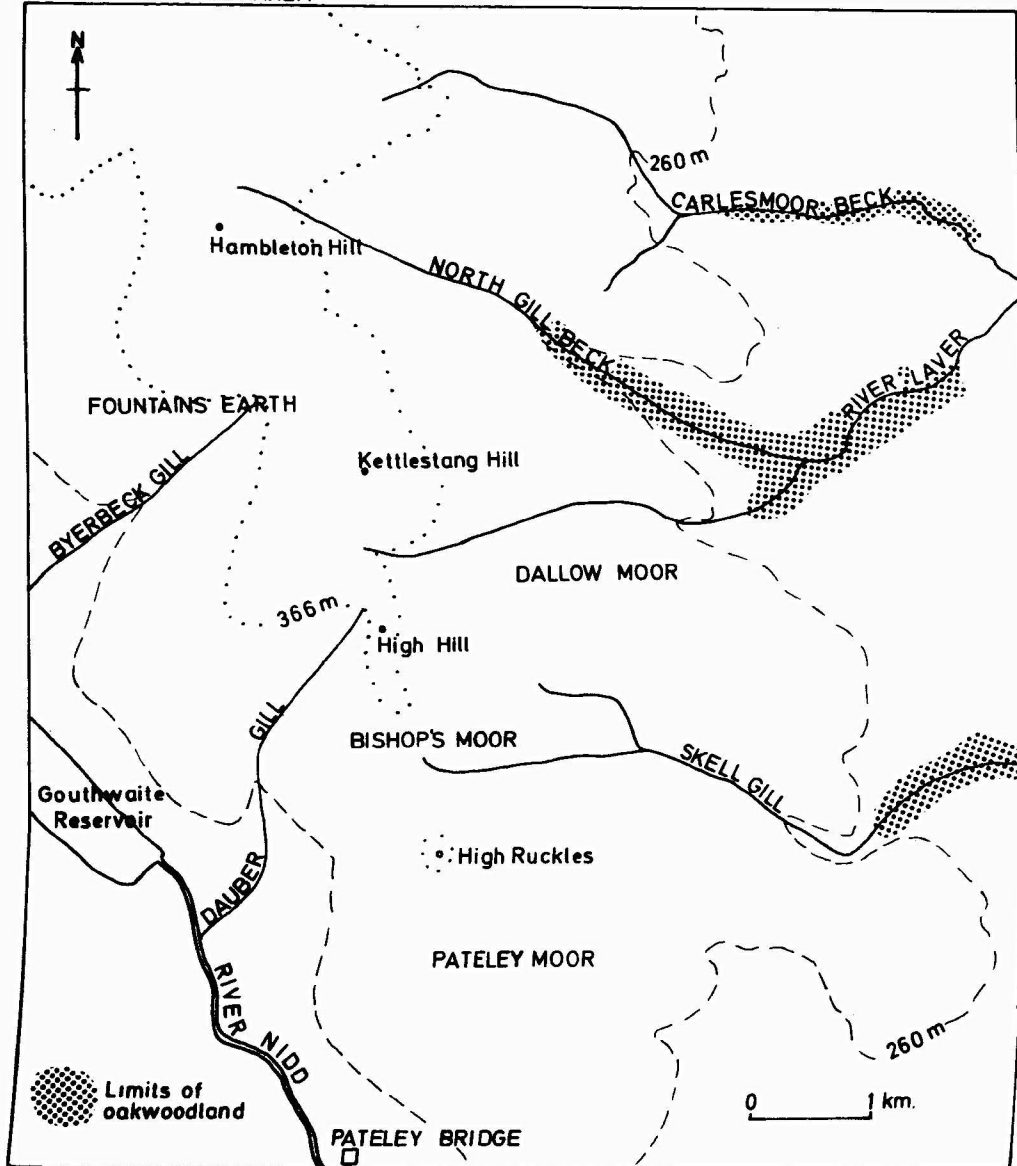 N
260 m
CARLESMOOR BECK
Hambleton Hill
NORTH GILL BECK
RIVER LAVER
FOUNTAINS EARTH
Kettlestang Hill
BYERBECK GILL
DALLOW MOOR
366 m.
High Hill
GILL
BISHOP'S MOOR
SKELL GILL
Gouthwaite
Reservoir
High Ruckles
DAUBER
PATELEY MOOR
RIVER NIDD
260 m
Limits of
oakwoodland
0 1 km.
PATELEY BRIDGE